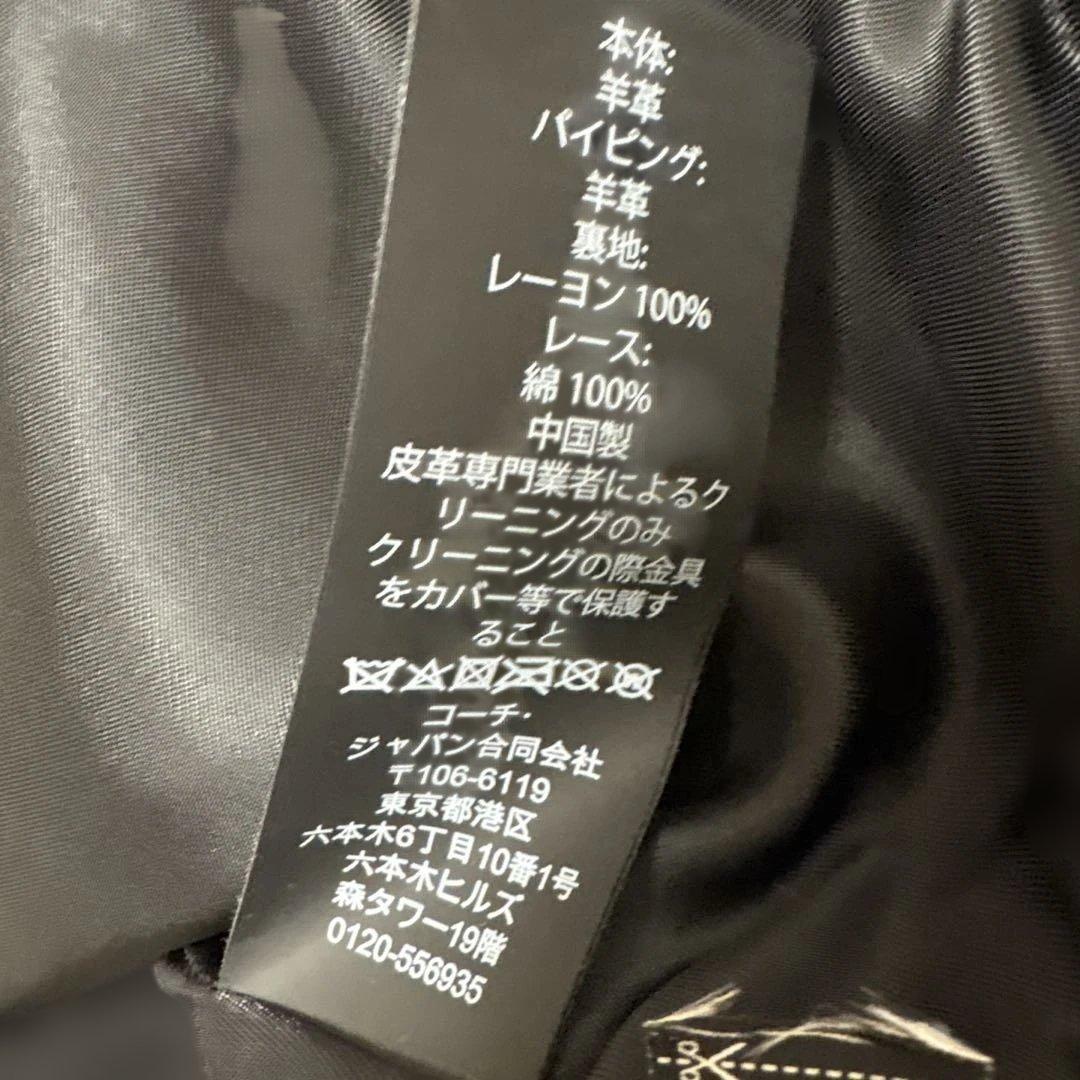 本体:
羊革
パイピング:
羊革
裏地:
レーヨン 100%
レース:
綿 100%
中国製
皮革専門業者によるク
リーニングのみ
クリーニングの際金具
をカバー等で保護す
ること
コーチ・
ジャパン合同会社
〒106-6119
東京都港区
六本木6丁目10番1号
六本木ヒルズ
森タワー19階
0120-556935